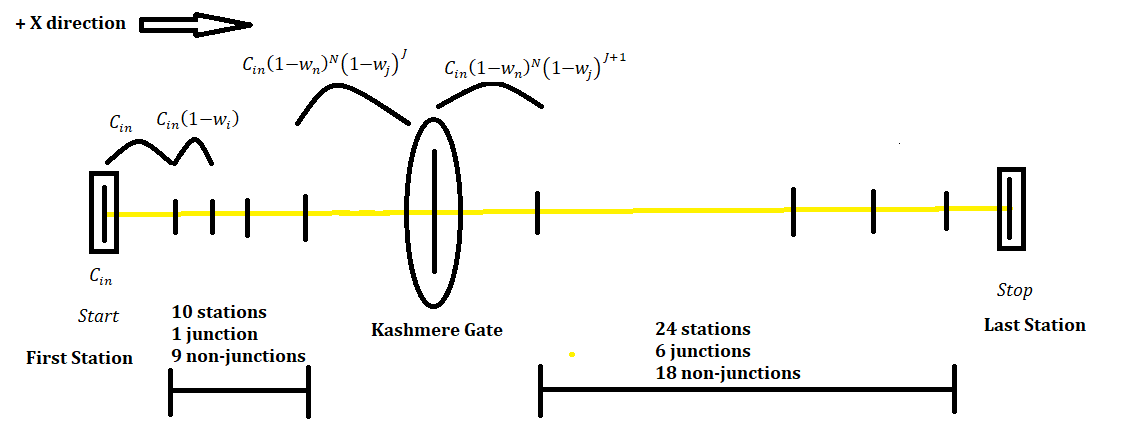 + X direction
C_{in}(1−w_n)^N(1−w_j)^J
C_{in}(1−w_n)^N(1−w_j)^{J+1}
C_{in}
C_{in}(1−w_i)
C_{in}
Start
First Station
10 stations
1 junction
9 non-junctions
Kashmere Gate
24 stations
6 junctions
18 non-junctions
Stop
Last Station